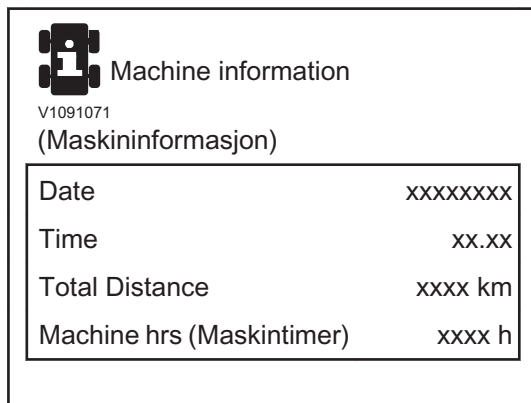 Machine information
V1091071
(Maskininformasjon)
Date xxxxxxxx
Time xx.xx
Total Distance xxxx km
Machine hrs (Maskintimer) xxxx h